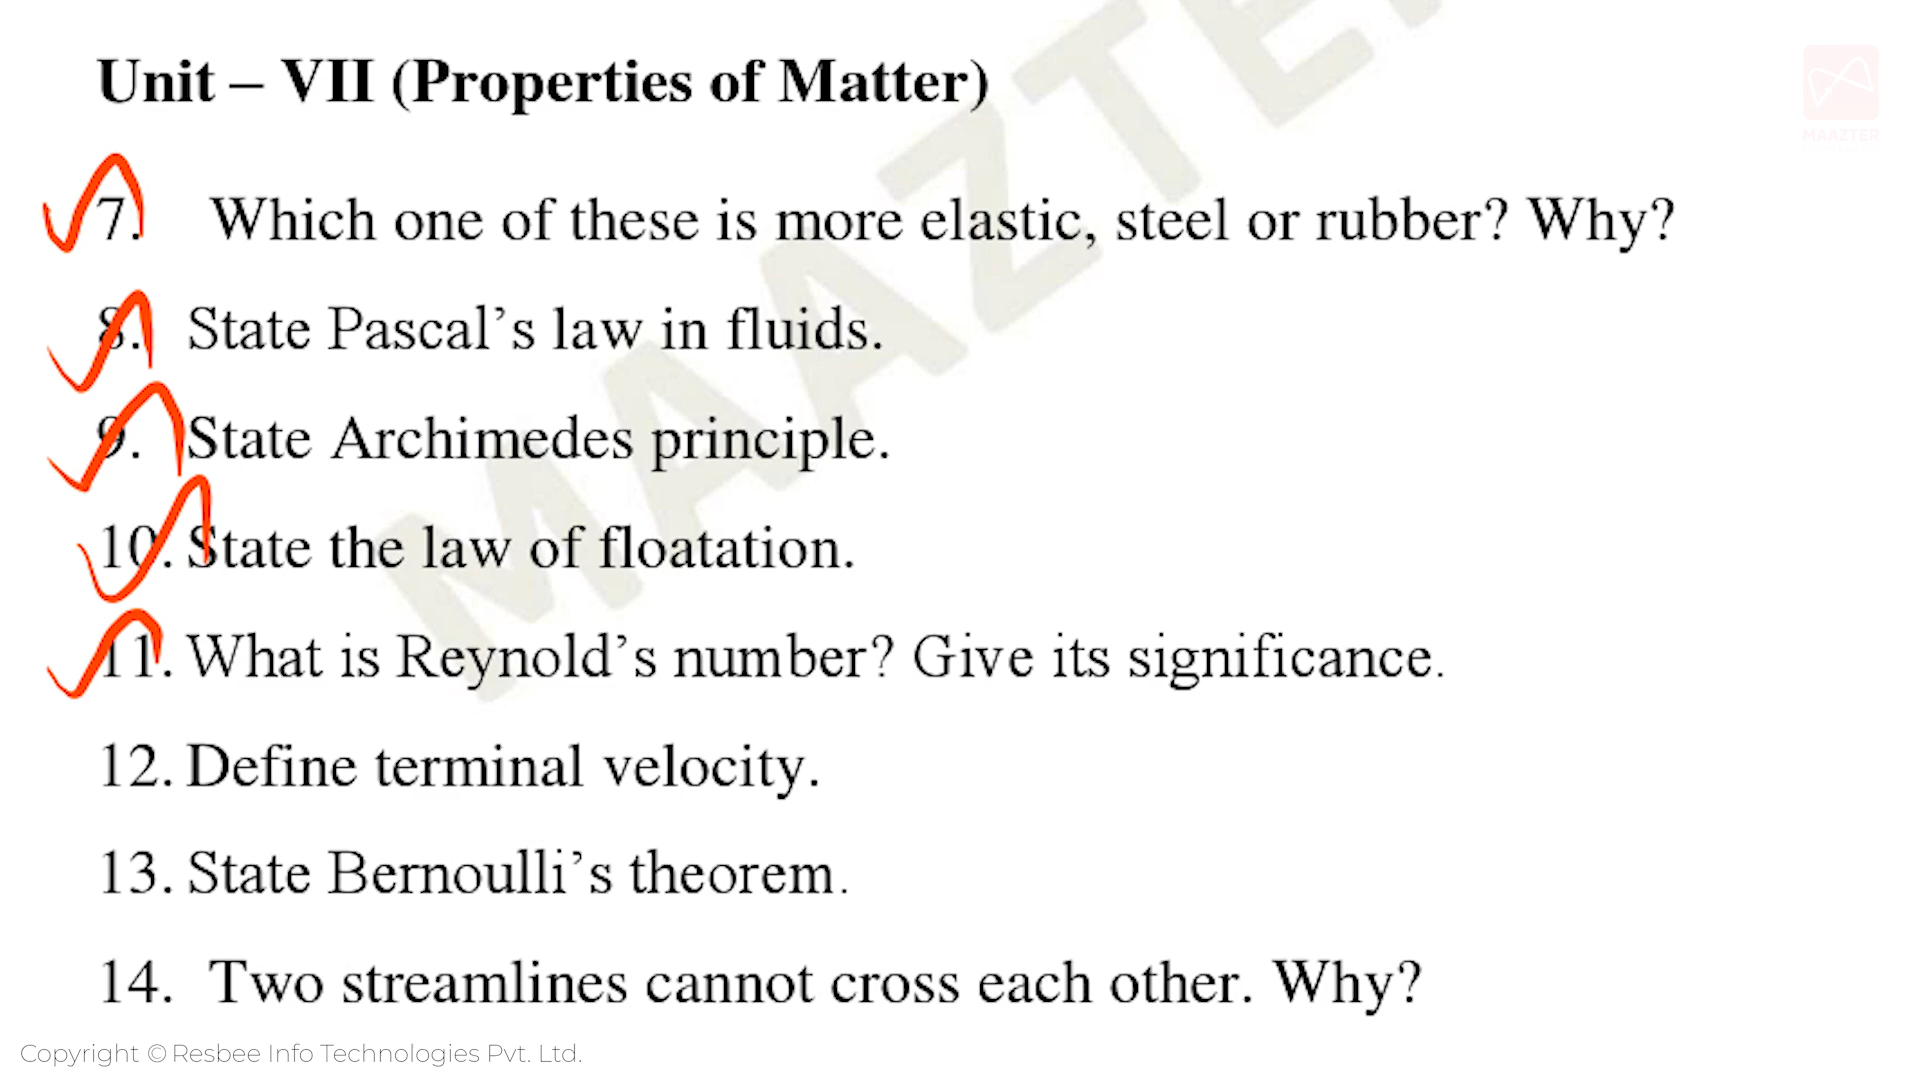 MAAZTER
Unit – VII (Properties of Matter)
MAAZTER
7. Which one of these is more elastic, steel or rubber? Why?
8. State Pascal’s law in fluids.
9. State Archimedes principle.
10. State the law of floatation.
11. What is Reynold’s number? Give its significance.
12. Define terminal velocity.
13. State Bernoulli’s theorem.
14. Two streamlines cannot cross each other. Why?
Copyright © Resbee Info Technologies Pvt. Ltd.